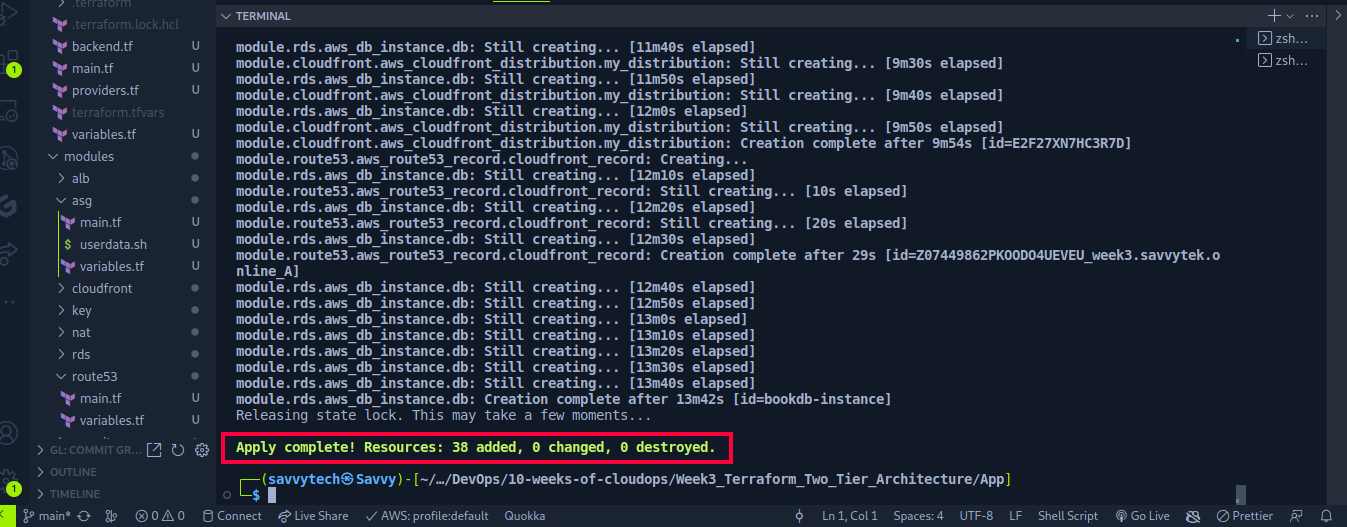 .terraform
.terraform.lock.hcl
backend.tf U
main.tf U
providers.tf U
terraform.tfvars
variables.tf U
modules
alb
asg
main.tf U
$ userdata.sh U
variables.tf U
cloudfront
key
nat
rds
route53
main.tf U
variables.tf U
GL: COMMIT GR...
OUTLINE
TIMELINE
1
1
TERMINAL
module.rds.aws_db_instance.db: Still creating... [11m40s elapsed]
module.cloudfront.aws_cloudfront_distribution.my_distribution: Still creating... [9m30s elapsed]
module.rds.aws_db_instance.db: Still creating... [11m50s elapsed]
module.cloudfront.aws_cloudfront_distribution.my_distribution: Still creating... [9m40s elapsed]
module.rds.aws_db_instance.db: Still creating... [12m0s elapsed]
module.cloudfront.aws_cloudfront_distribution.my_distribution: Still creating... [9m50s elapsed]
module.cloudfront.aws_cloudfront_distribution.my_distribution: Creation complete after 9m54s [id=E2F27XN7HC3R7D]
module.route53.aws_route53_record.cloudfront_record: Creating...
module.rds.aws_db_instance.db: Still creating... [12m10s elapsed]
module.route53.aws_route53_record.cloudfront_record: Still creating... [10s elapsed]
module.rds.aws_db_instance.db: Still creating... [12m20s elapsed]
module.route53.aws_route53_record.cloudfront_record: Still creating... [20s elapsed]
module.rds.aws_db_instance.db: Still creating... [12m30s elapsed]
module.route53.aws_route53_record.cloudfront_record: Creation complete after 29s [id=Z07449862PKOODO4UEVEU_week3.savvytek.o
nline_A]
module.rds.aws_db_instance.db: Still creating... [12m40s elapsed]
module.rds.aws_db_instance.db: Still creating... [12m50s elapsed]
module.rds.aws_db_instance.db: Still creating... [13m0s elapsed]
module.rds.aws_db_instance.db: Still creating... [13m10s elapsed]
module.rds.aws_db_instance.db: Still creating... [13m20s elapsed]
module.rds.aws_db_instance.db: Still creating... [13m30s elapsed]
module.rds.aws_db_instance.db: Still creating... [13m40s elapsed]
module.rds.aws_db_instance.db: Creation complete after 13m42s [id=bookdb-instance]
Releasing state lock. This may take a few moments...
Apply complete! Resources: 38 added, 0 changed, 0 destroyed.
┌──(savvytech㉿Savvy)-[~/…/DevOps/10-weeks-of-cloudops/Week3_Terraform_Two_Tier_Architecture/App]
└─$
zsh...
zsh...
main* 0 0 Connect Live Share AWS: profile:default Quokka Ln 1, Col 1 Spaces: 4 UTF-8 LF Shell Script Go Live Prettier